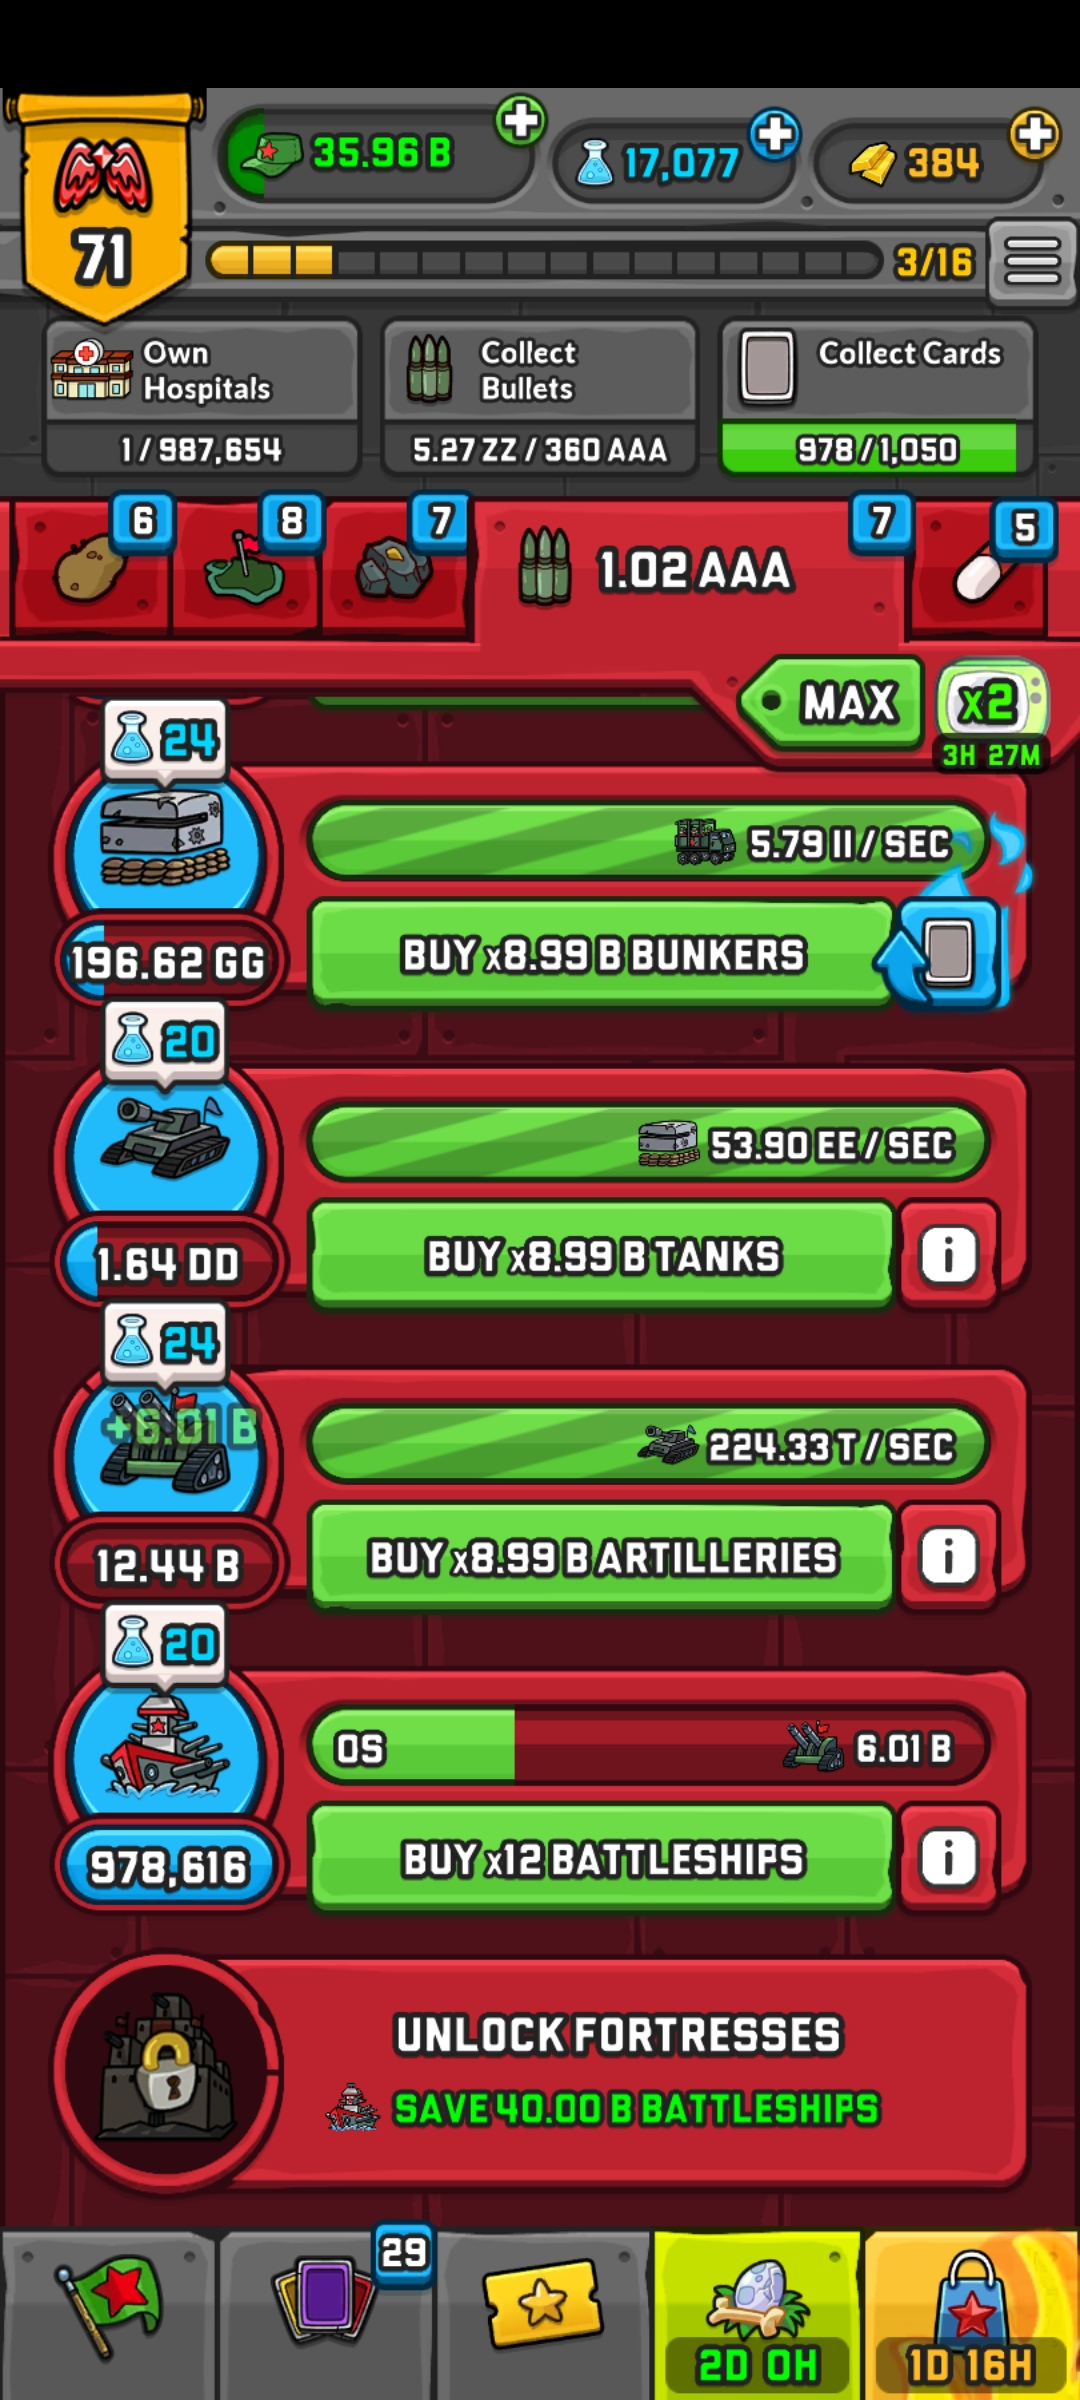 71
35.96 B
17,077
384
3/16
Own
Hospitals
1/987,654
Collect
Bullets
5.27 ZZ / 360 AAA
Collect Cards
978/1,050
6
8
7
1.02 AAA
7
5
MAX
x2
3H 27M
24
5.79 II / SEC
196.62 GG
BUY x8.99 B BUNKERS
20
53.90 EE / SEC
1.64 DD
BUY x8.99 B TANKS
24
+6.01 B
224.33 T / SEC
12.44 B
BUY x8.99 B ARTILLERIES
20
0S
6.01 B
978,616
BUY x12 BATTLESHIPS
UNLOCK FORTRESSES
SAVE 40.00 B BATTLESHIPS
29
2D 0H
1D 16H